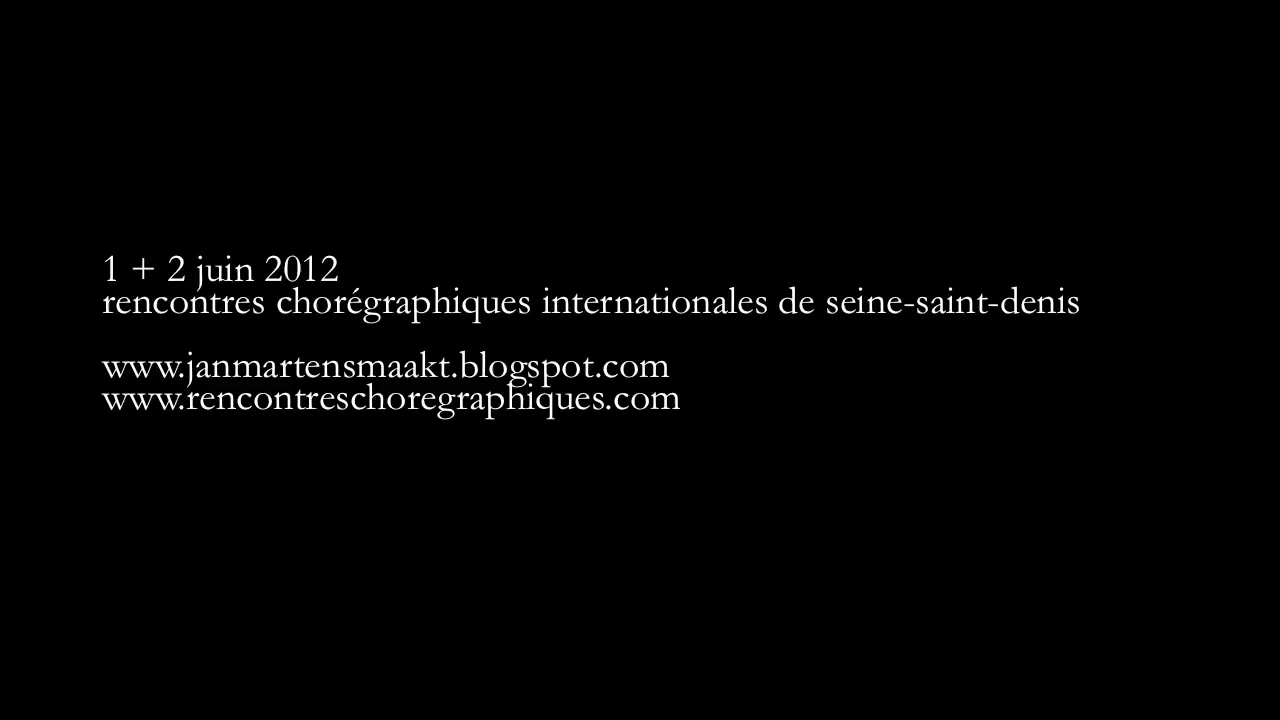 1 + 2 juin 2012
rencontres chorégraphiques internationales de seine-saint-denis
www.janmartensmaakt.blogspot.com
www.rencontreschoregraphiques.com